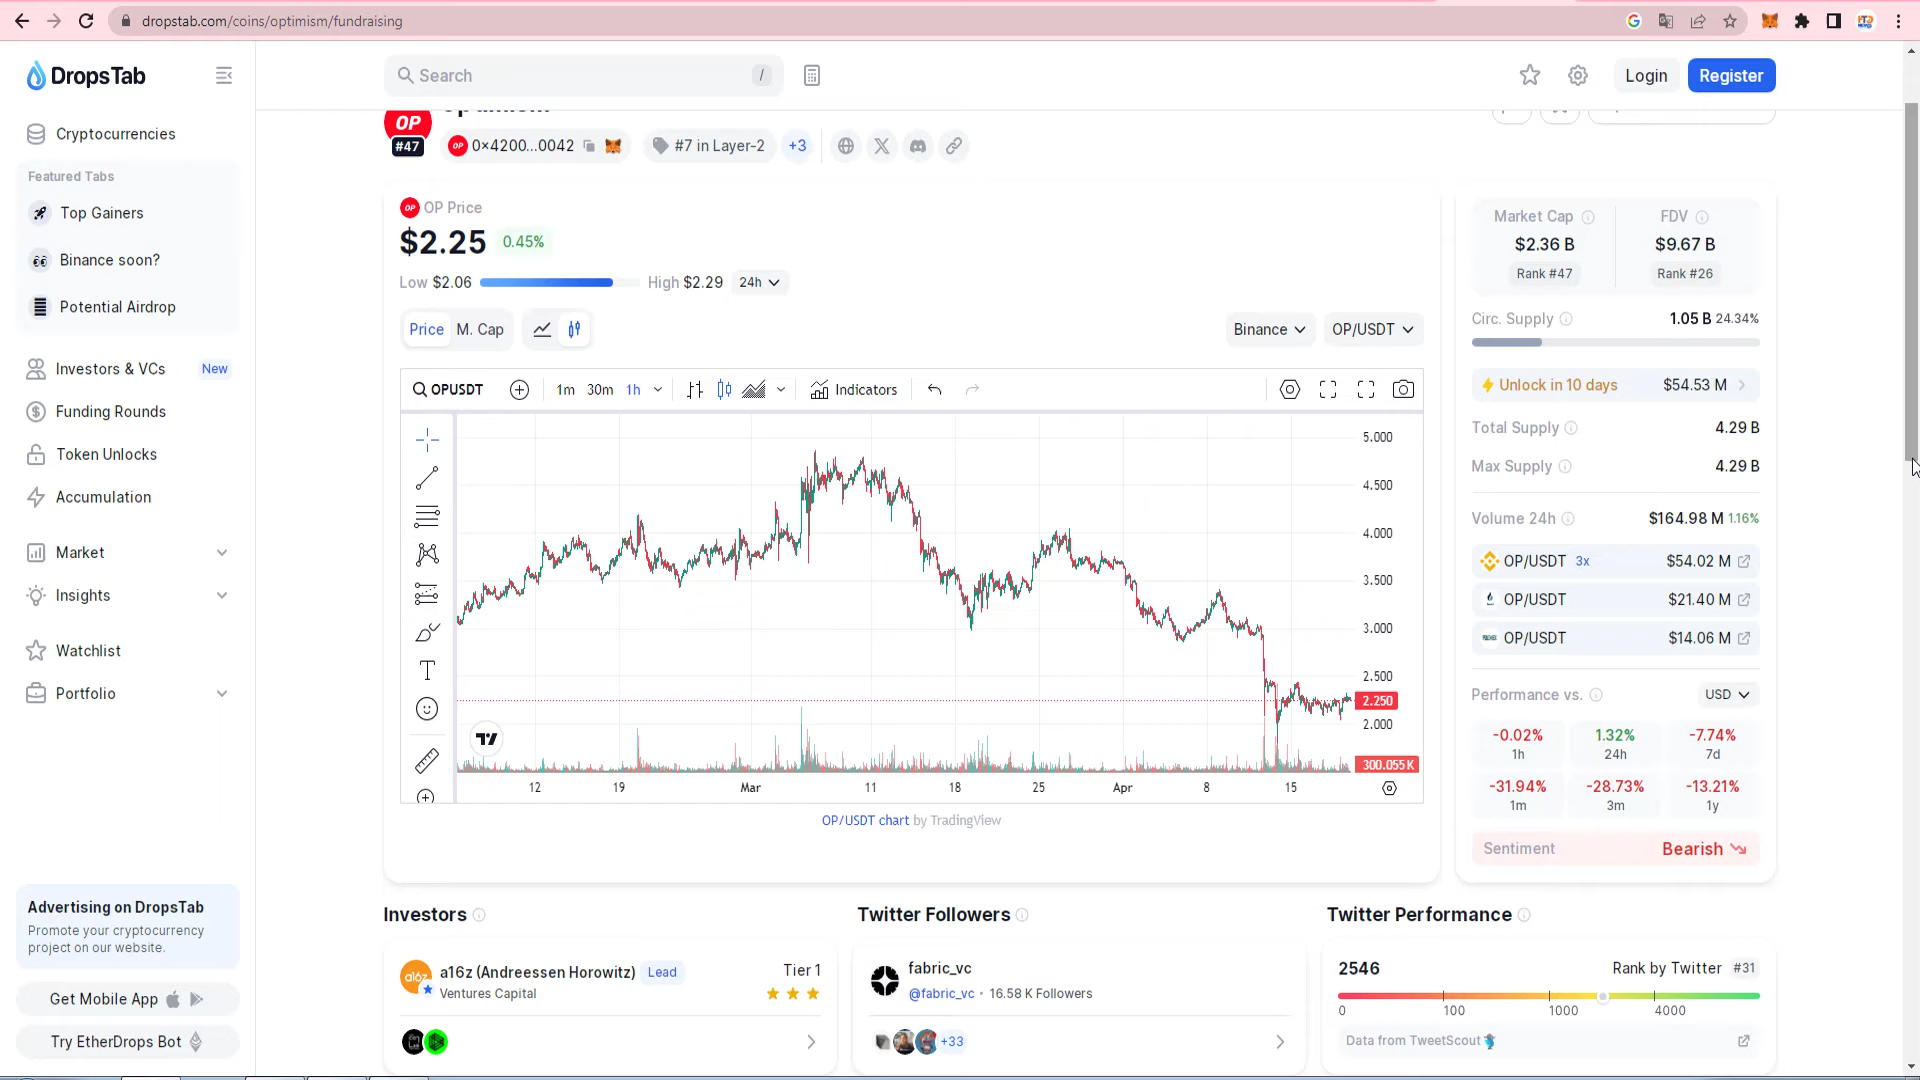 dropstab.com/coins/optimism/fundraising
DropsTab
Search
/
Login
Register
Cryptocurrencies
Featured Tabs
Top Gainers
Binance soon?
Potential Airdrop
Investors & VCs
New
Funding Rounds
Token Unlocks
Accumulation
Market
Insights
Watchlist
Portfolio
Advertising on DropsTab
Promote your cryptocurrency
project on our website.
Get Mobile App
Try EtherDrops Bot
OP
#47
OP 0×4200...0042
#7 in Layer-2
+3
OP OP Price
$2.25 0.45%
Low $2.06
High $2.29
24h
Price M. Cap
Binance
OP/USDT
OPUSDT
1m 30m 1h
Indicators
5.000
4.500
4.000
3.500
3.000
2.500
2.250
2.000
300.055K
12 19 Mar 11 18 25 Apr 8 15
OP/USDT chart by TradingView
Market Cap
$2.36 B
Rank #47
FDV
$9.67 B
Rank #26
Circ. Supply 1.05 B 24.34%
Unlock in 10 days $54.53 M
Total Supply 4.29 B
Max Supply 4.29 B
Volume 24h $164.98 M 1.16%
OP/USDT 3x $54.02 M
OP/USDT $21.40 M
OP/USDT $14.06 M
Performance vs. USD
-0.02% 1.32% -7.74%
1h 24h 7d
-31.94% -28.73% -13.21%
1m 3m 1y
Sentiment Bearish
Investors
a16z
a16z (Andreessen Horowitz) Lead
Tier 1
Ventures Capital
Twitter Followers
fabric_vc
@fabric_vc • 16.58 K Followers
+33
Twitter Performance
2546
Rank by Twitter #31
0 100 1000 4000
Data from TweetScout